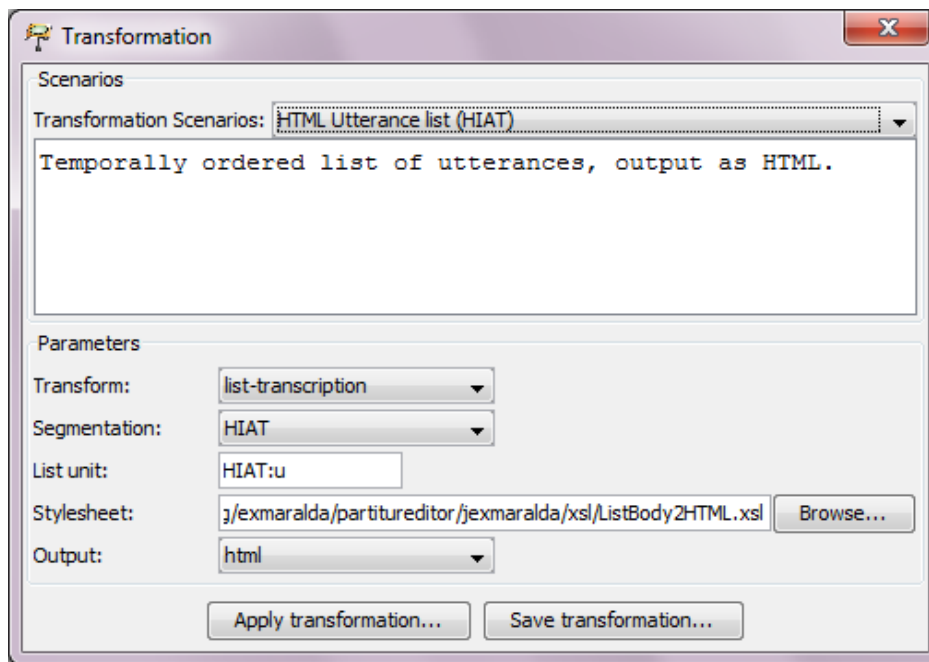 Transformation
Scenarios
Transformation Scenarios: HTML Utterance list (HIAT)
Temporally ordered list of utterances, output as HTML.
Parameters
Transform: list-transcription
Segmentation: HIAT
List unit: HIAT:u
Stylesheet: g/exmaralda/partitureditor/jexmaralda/xsl/ListBody2HTML.xsl Browse...
Output: html
Apply transformation... Save transformation...